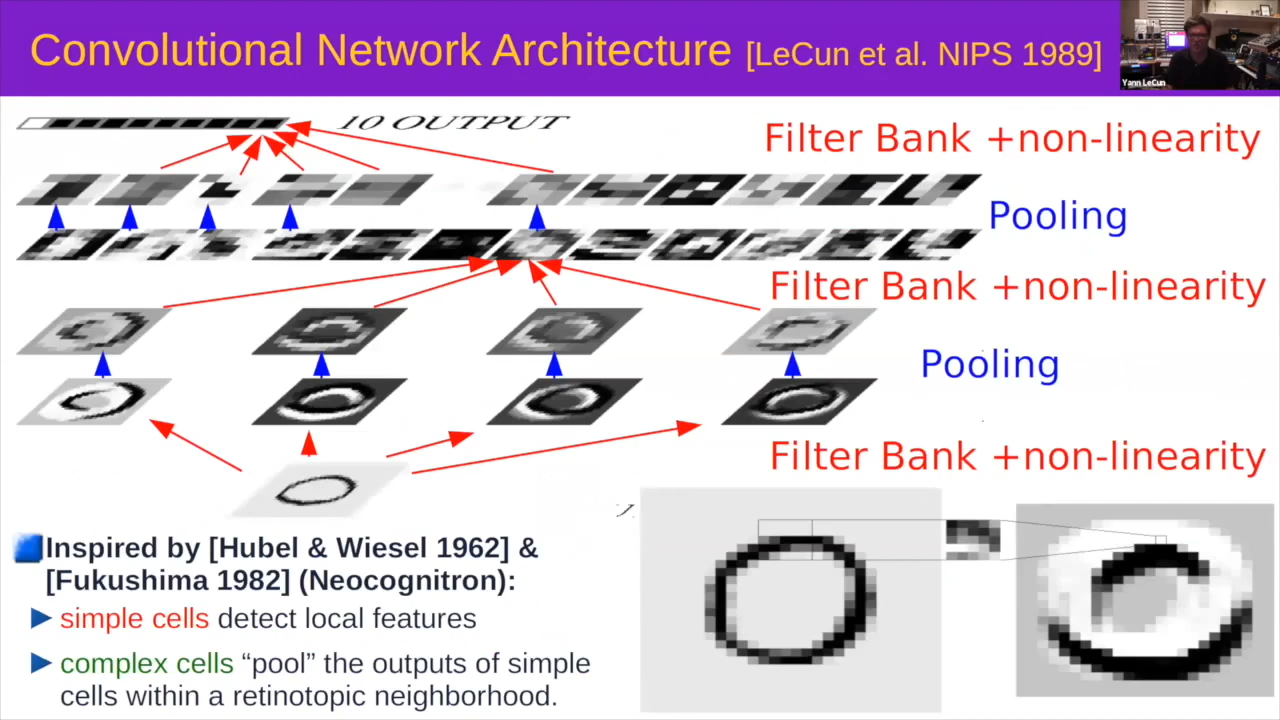 Convolutional Network Architecture [LeCun et al. NIPS 1989]
Yann LeCun
10 OUTPUT
Filter Bank +non-linearity
Pooling
Filter Bank +non-linearity
Pooling
Filter Bank +non-linearity
Inspired by [Hubel & Wiesel 1962] &
[Fukushima 1982] (Neocognitron):
simple cells detect local features
complex cells “pool” the outputs of simple
cells within a retinotopic neighborhood.